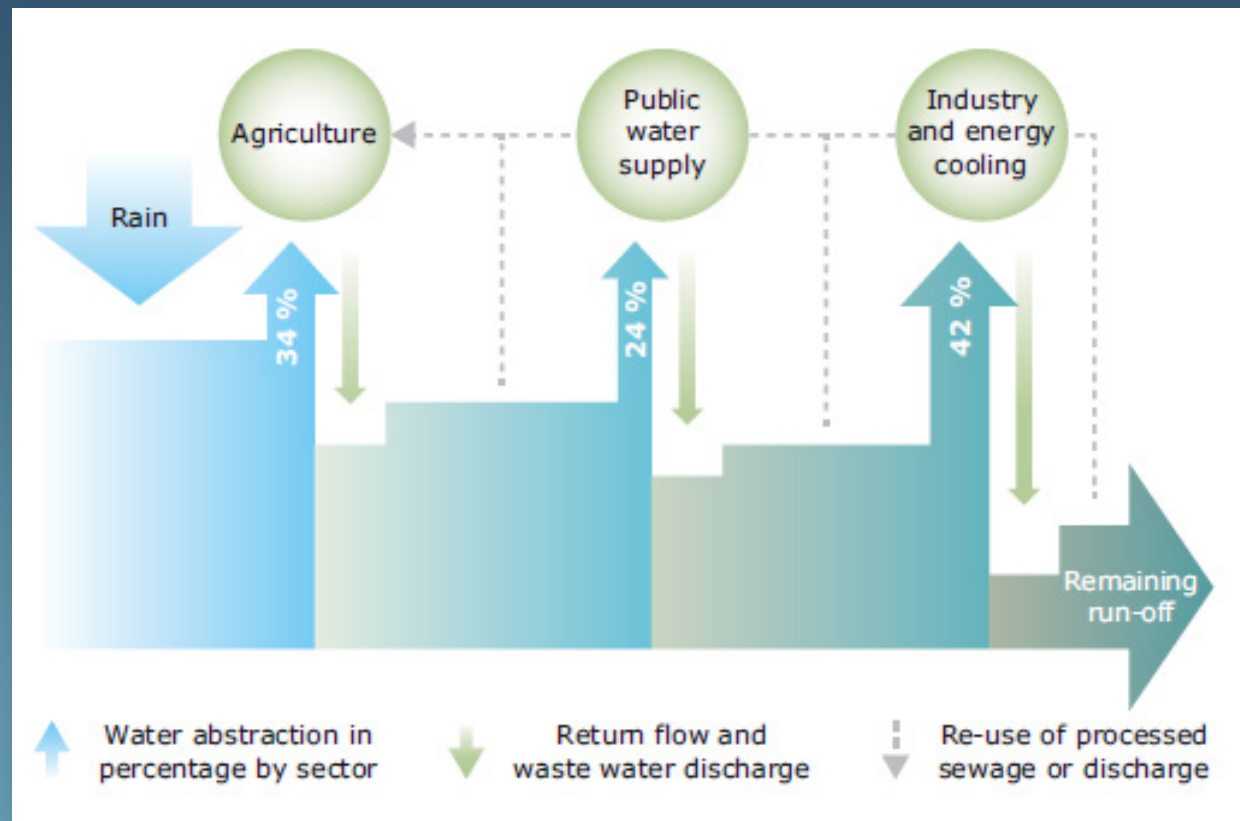 Agriculture
Public
water
supply
Industry
and energy
cooling
Rain
34 %
24 %
42 %
Remaining
run-off
Water abstraction in
percentage by sector
Return flow and
waste water discharge
Re-use of processed
sewage or discharge